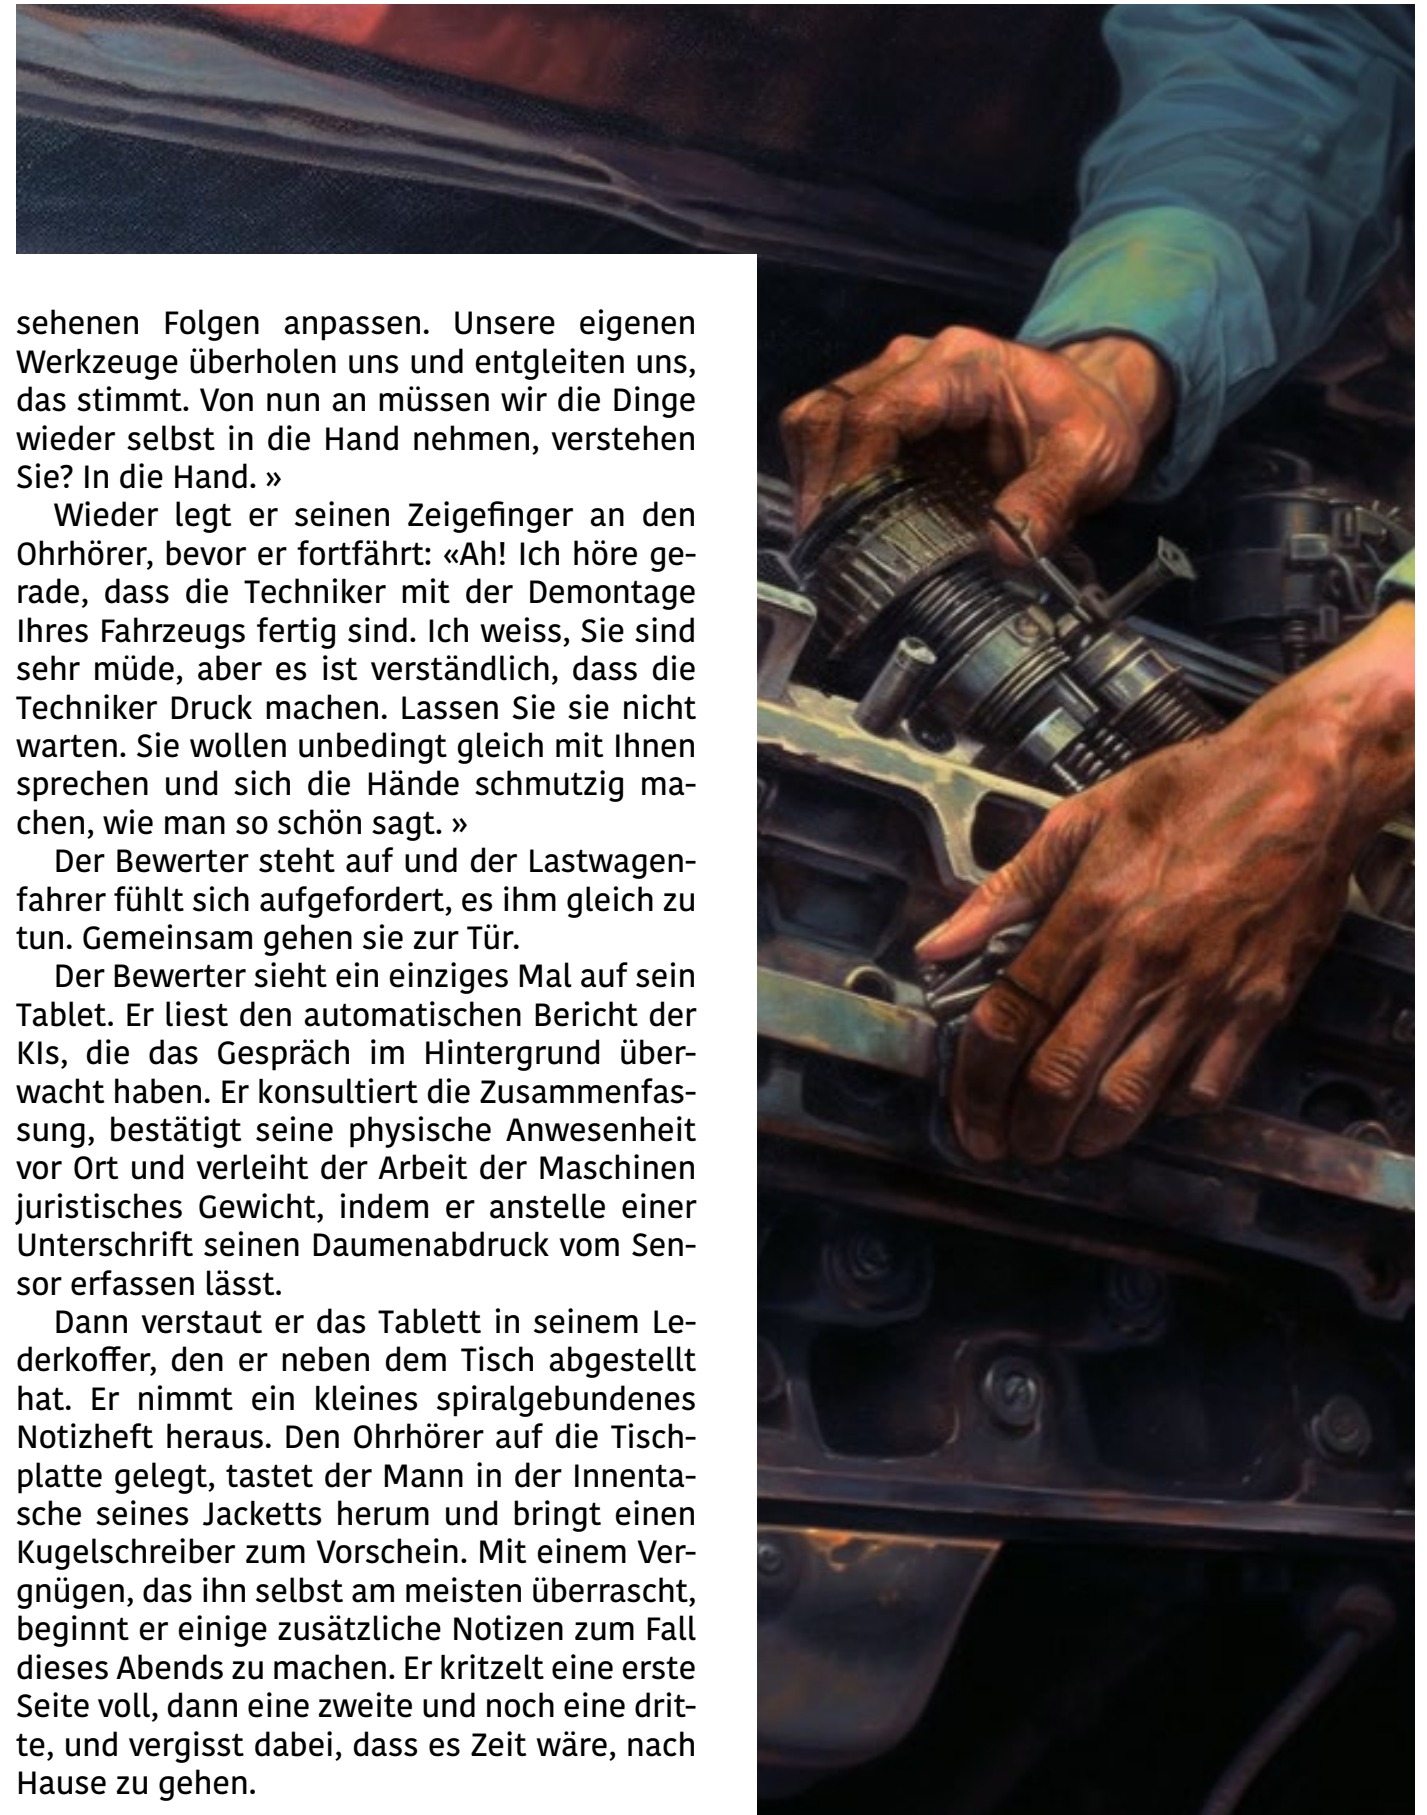 sehenen Folgen anpassen. Unsere eigenen
Werkzeuge überholen uns und entgleiten uns,
das stimmt. Von nun an müssen wir die Dinge
wieder selbst in die Hand nehmen, verstehen
Sie? In die Hand. »
Wieder legt er seinen Zeigefinger an den
Ohrhörer, bevor er fortfährt: «Ah! Ich höre ge-
rade, dass die Techniker mit der Demontage
Ihres Fahrzeugs fertig sind. Ich weiss, Sie sind
sehr müde, aber es ist verständlich, dass die
Techniker Druck machen. Lassen Sie sie nicht
warten. Sie wollen unbedingt gleich mit Ihnen
sprechen und sich die Hände schmutzig ma-
chen, wie man so schön sagt. »
Der Bewerter steht auf und der Lastwagen-
fahrer fühlt sich aufgefordert, es ihm gleich zu
tun. Gemeinsam gehen sie zur Tür.
Der Bewerter sieht ein einziges Mal auf sein
Tablet. Er liest den automatischen Bericht der
KIs, die das Gespräch im Hintergrund über-
wacht haben. Er konsultiert die Zusammenfas-
sung, bestätigt seine physische Anwesenheit
vor Ort und verleiht der Arbeit der Maschinen
juristisches Gewicht, indem er anstelle einer
Unterschrift seinen Daumenabdruck vom Sen-
sor erfassen lässt.
Dann verstaut er das Tablett in seinem Le-
derkoffer, den er neben dem Tisch abgestellt
hat. Er nimmt ein kleines spiralgebundenes
Notizheft heraus. Den Ohrhörer auf die Tisch-
platte gelegt, tastet der Mann in der Innenta-
sche seines Jacketts herum und bringt einen
Kugelschreiber zum Vorschein. Mit einem Ver-
gnügen, das ihn selbst am meisten überrascht,
beginnt er einige zusätzliche Notizen zum Fall
dieses Abends zu machen. Er kritzelt eine erste
Seite voll, dann eine zweite und noch eine drit-
te, und vergisst dabei, dass es Zeit wäre, nach
Hause zu gehen.